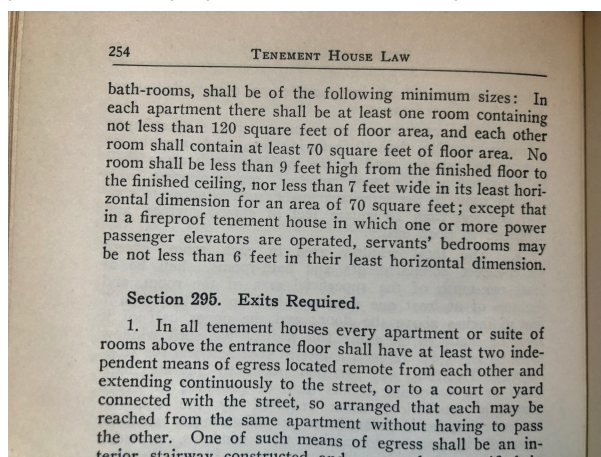 254
TENEMENT HOUSE LAW
bath-rooms, shall be of the following minimum sizes: In
each apartment there shall be at least one room containing
not less than 120 square feet of floor area, and each other
room shall contain at least 70 square feet of floor area. No
room shall be less than 9 feet high from the finished floor to
the finished ceiling, nor less than 7 feet wide in its least hori-
zontal dimension for an area of 70 square feet; except that
in a fireproof tenement house in which one or more power
passenger elevators are operated, servants' bedrooms may
be not less than 6 feet in their least horizontal dimension.
Section 295. Exits Required.
1. In all tenement houses every apartment or suite of
rooms above the entrance floor shall have at least two inde-
pendent means of egress located remote from each other and
extending continuously to the street, or to a court or yard
connected with the street, so arranged that each may be
reached from the same apartment without having to pass
the other. One of such means of egress shall be an in-
terior stairway constructed and